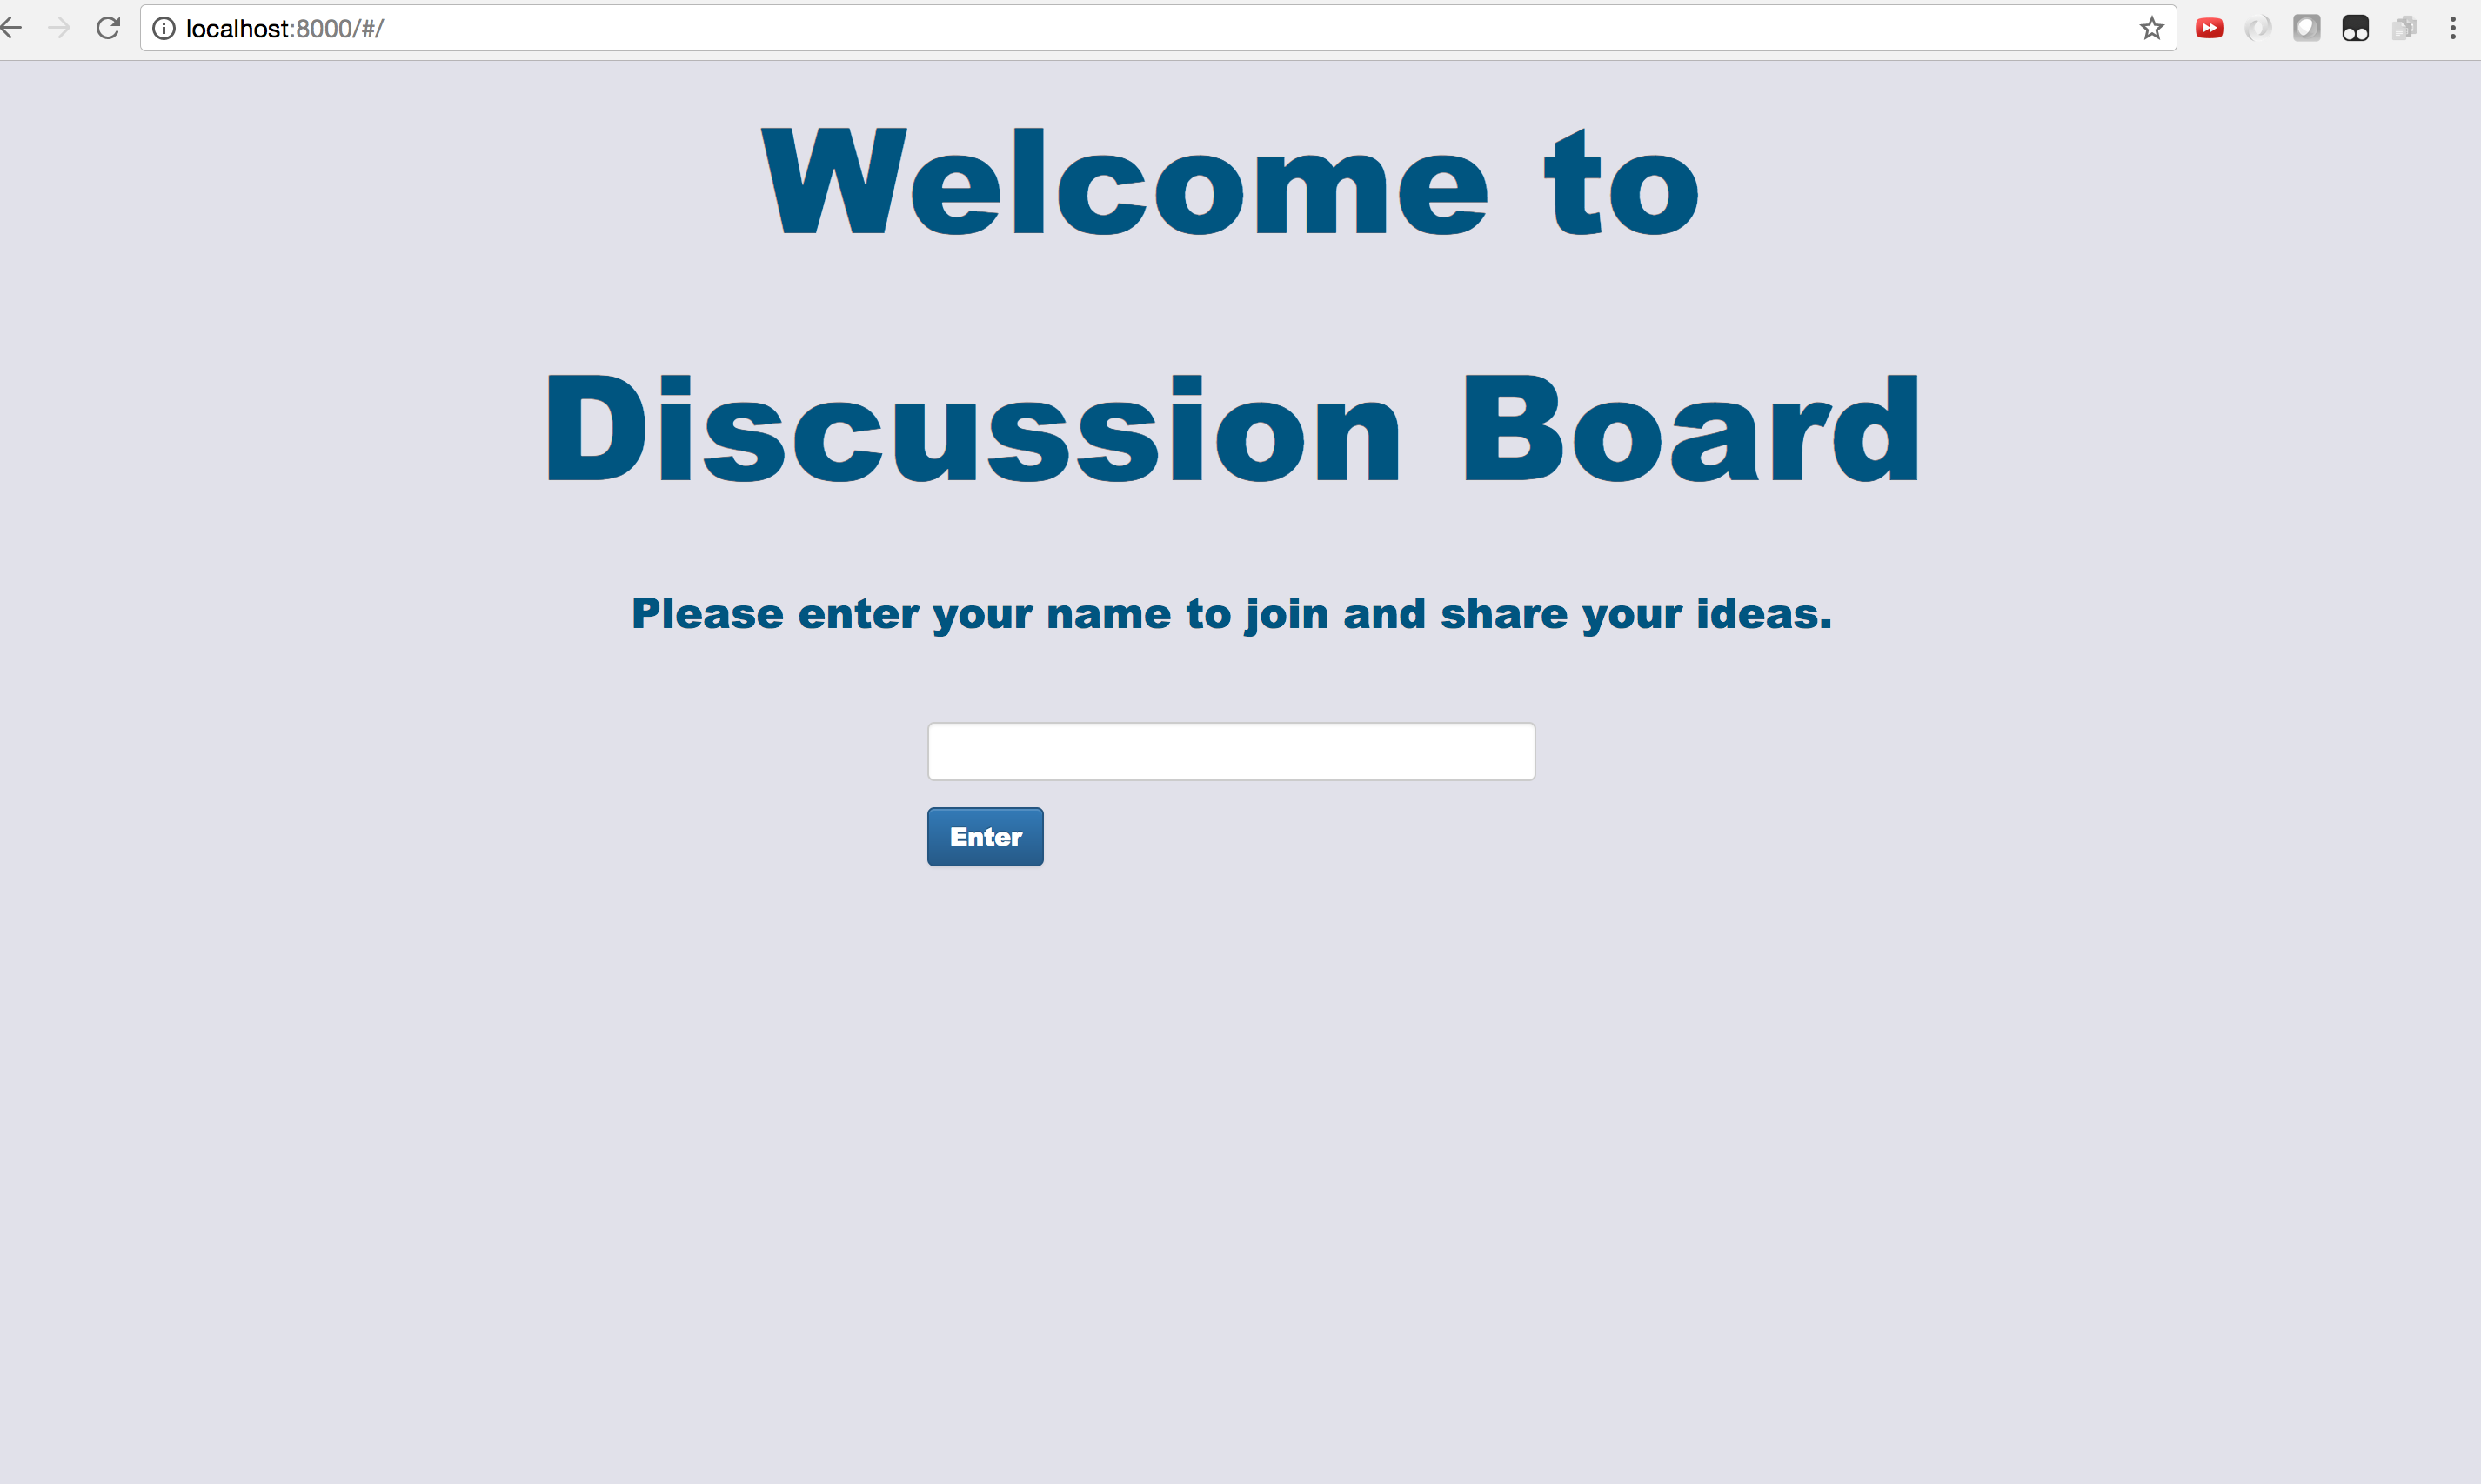 localhost:8000/#/
Welcome to
Discussion Board
Please enter your name to join and share your ideas.
Enter